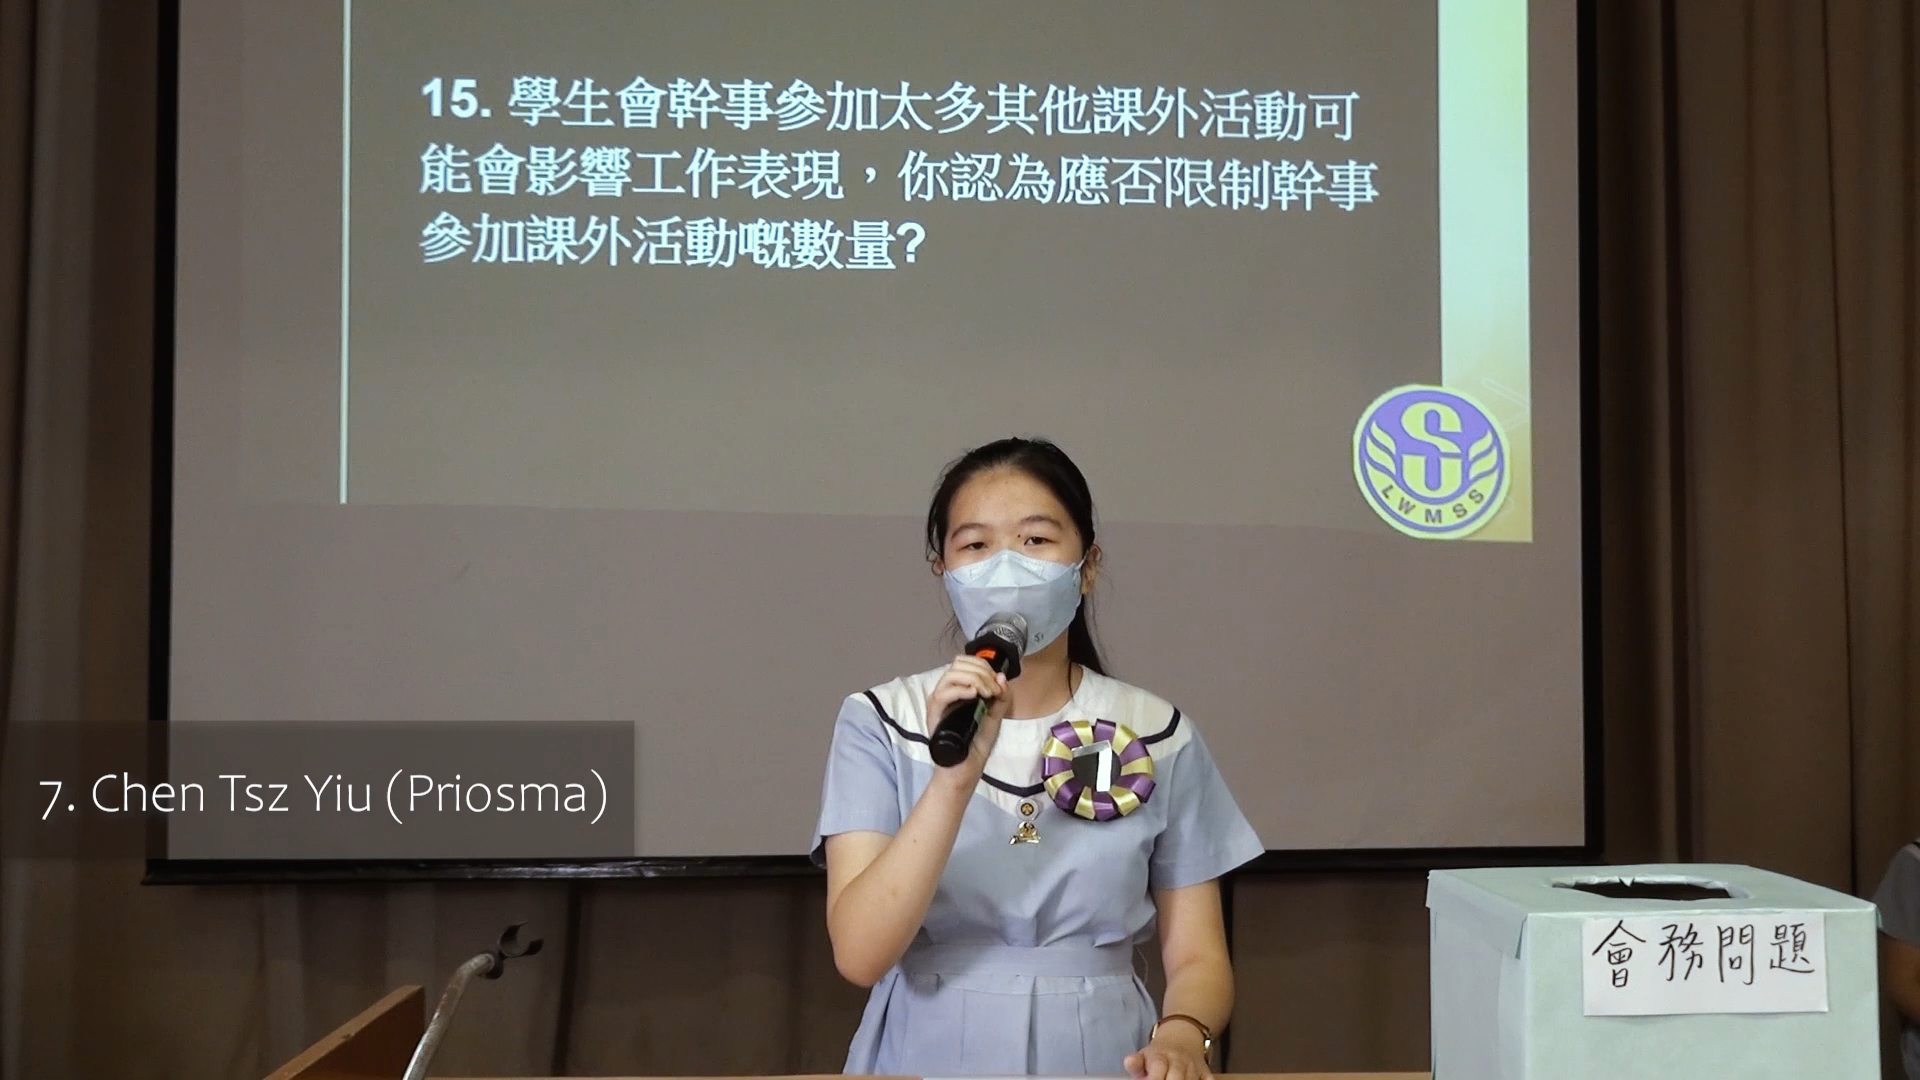 15. 學生會幹事參加太多其他課外活動可
能會影響工作表現，你認為應否限制幹事
參加課外活動嘅數量?
SU
LWMSS
7. Chen Tsz Yiu (Priosma)
7
會務問題